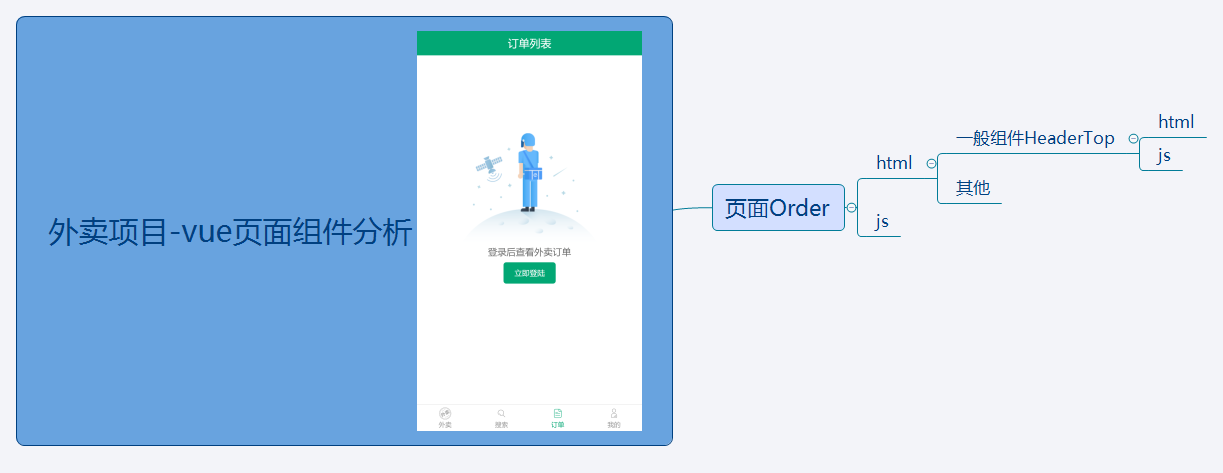 外卖项目-vue页面组件分析
订单列表
登录后查看外卖订单
立即登陆
外卖
搜索
订单
我的
页面Order
html
一般组件HeaderTop
html
js
其他
js